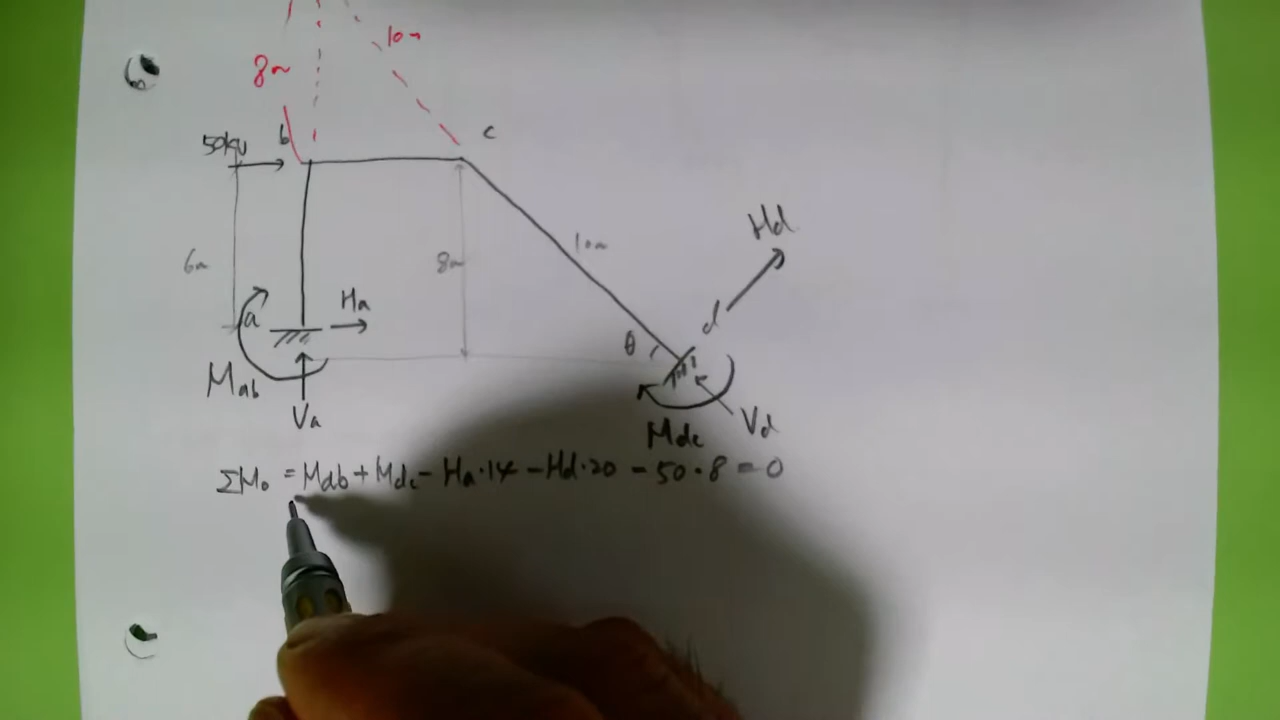 10m
8m
b
c
50kN
Hd
6m
8m
10m
Ha
a
d
θ
Mab
Va
Mdc
Vd
ΣMo = Mab + Mdc - Ha·14 - Hd·20 - 50·8 = 0